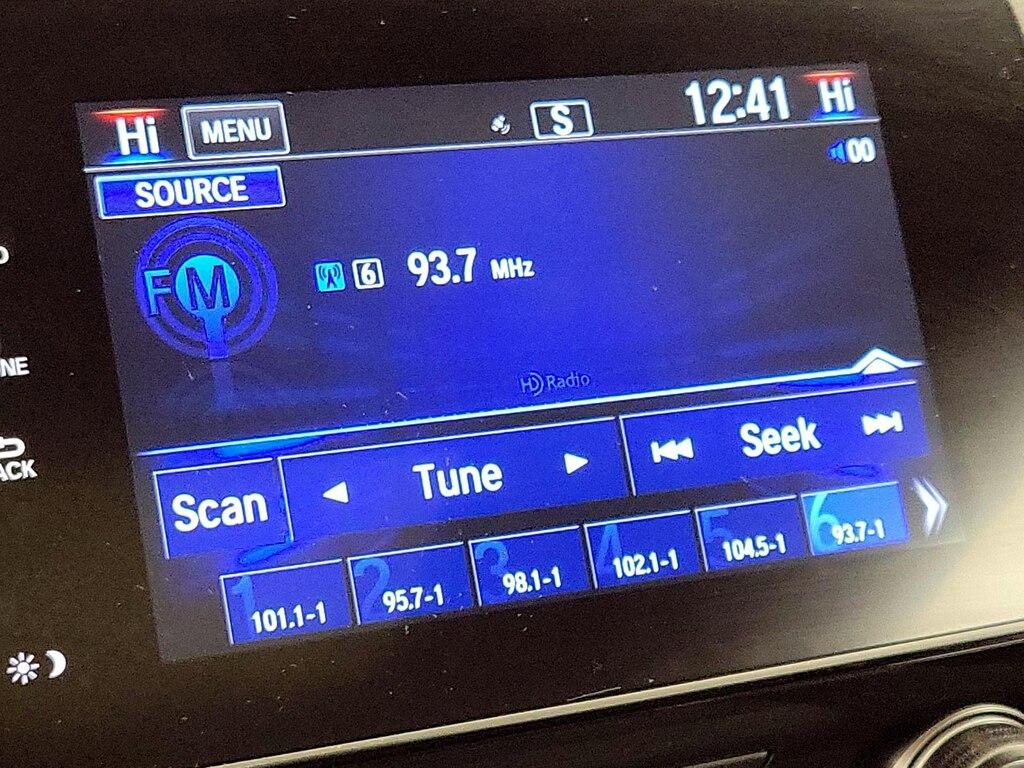 Hi MENU S 12:41 Hi
00
SOURCE
FM
6 93.7 MHz
HD Radio
NE
ACK
Scan Tune Seek
1 101.1-1
2 95.7-1
3 98.1-1
4 102.1-1
5 104.5-1
6 93.7-1